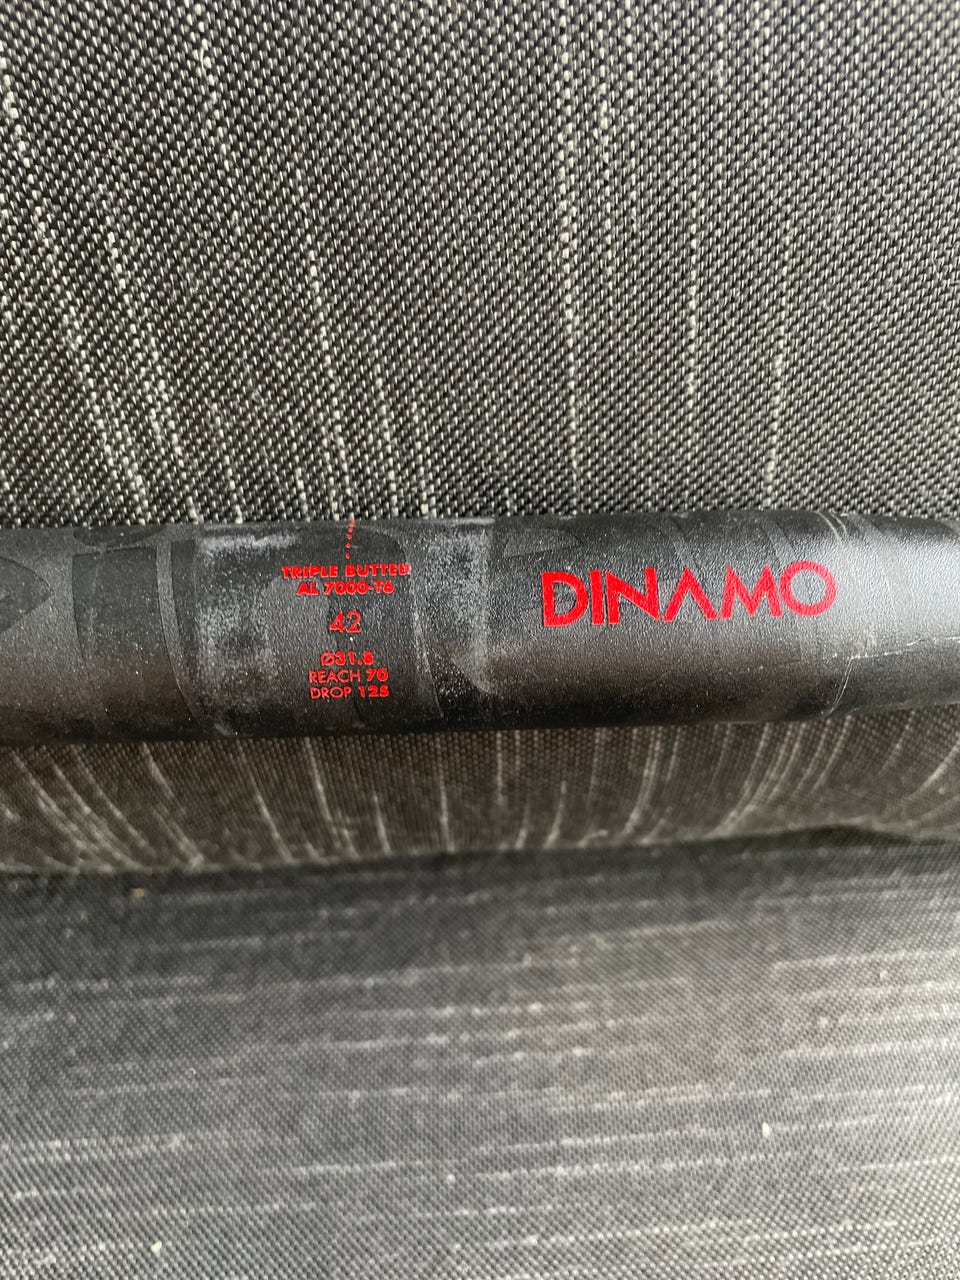 TRIPLE BUTTED
AL 7000-T6
42
Ø31.8
REACH 70
DROP 125
DINAMO